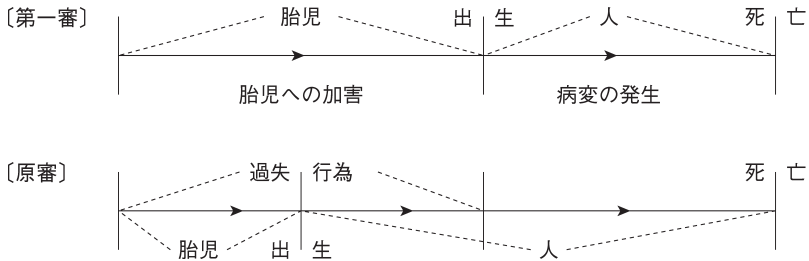 〔第一審〕 胎児 出生 人 死亡
胎児への加害 病変の発生
〔原審〕 過失行為 死亡
胎児 出生 人